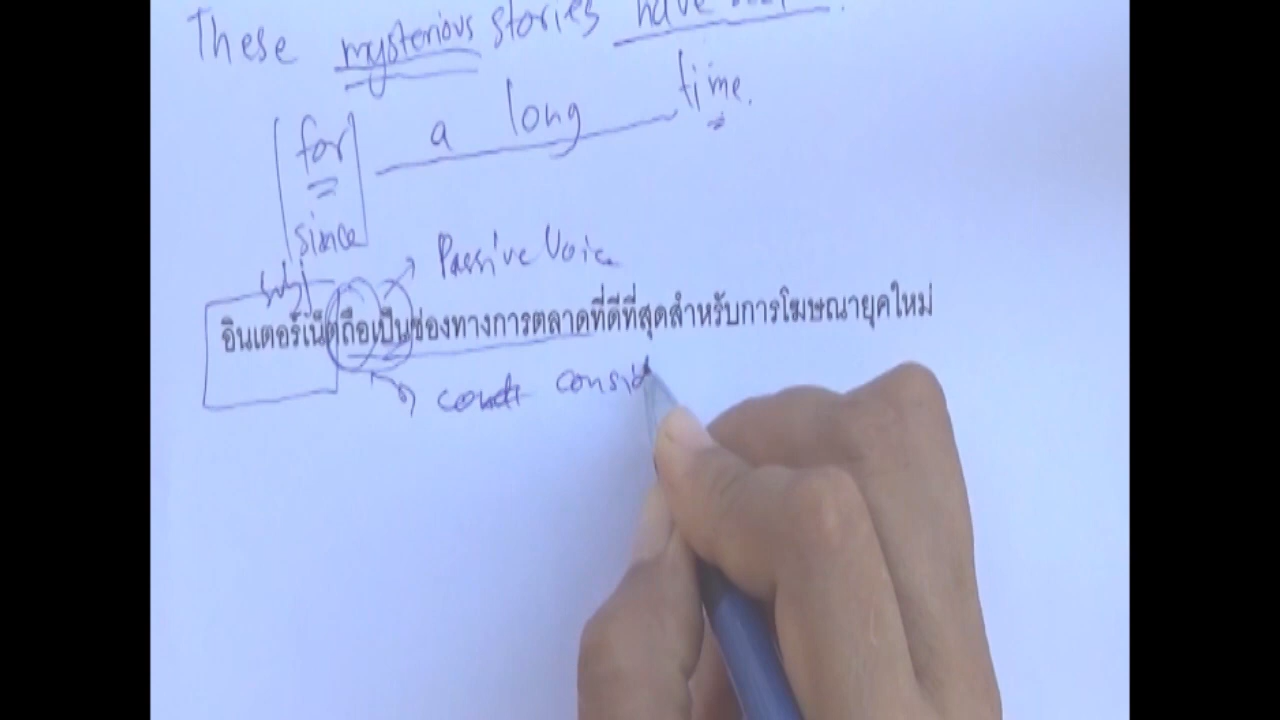 These mysterious stories have
for a long time.
since
subj
Passive Voice
อินเตอร์เน็ตถือเป็นช่องทางการตลาดที่ดีที่สุดสำหรับการโฆษณายุคใหม่
consid